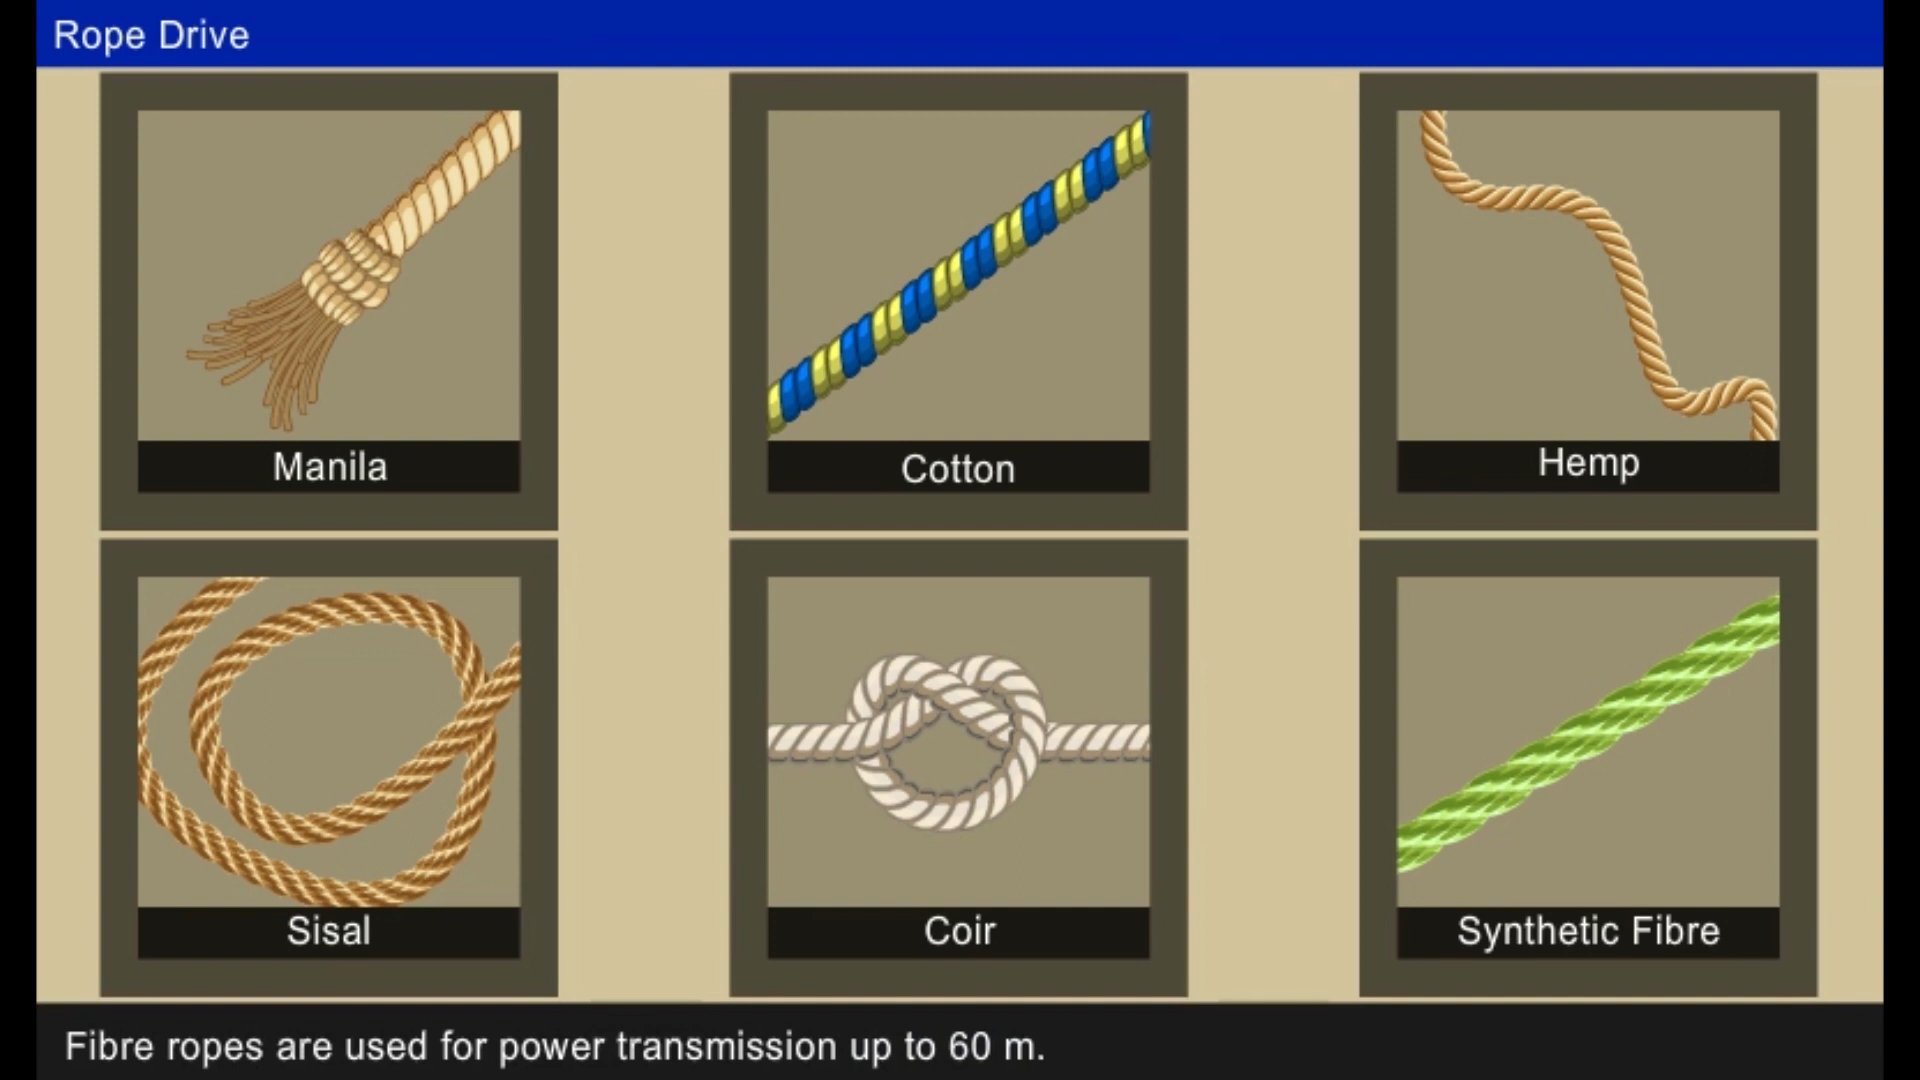 Rope Drive
Manila
Cotton
Hemp
Sisal
Coir
Synthetic Fibre
Fibre ropes are used for power transmission up to 60 m.